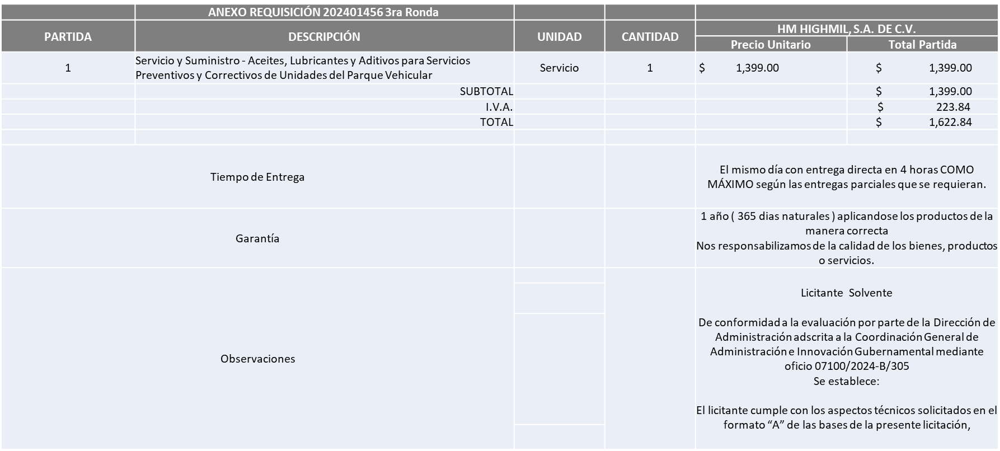 ANEXO REQUISICIÓN 202401456 3ra Ronda
PARTIDA DESCRIPCIÓN UNIDAD CANTIDAD HM HIGHMIL, S.A. DE C.V.
Precio Unitario Total Partida
1 Servicio y Suministro - Aceites, Lubricantes y Aditivos para Servicios
Preventivos y Correctivos de Unidades del Parque Vehicular Servicio 1 $ 1,399.00 $ 1,399.00
SUBTOTAL $ 1,399.00
I.V.A. $ 223.84
TOTAL $ 1,622.84
Tiempo de Entrega
El mismo día con entrega directa en 4 horas COMO
MÁXIMO según las entregas parciales que se requieran.
Garantía
1 año ( 365 dias naturales ) aplicandose los productos de la
manera correcta
Nos responsabilizamos de la calidad de los bienes, productos
o servicios.
Observaciones
Licitante Solvente
De conformidad a la evaluación por parte de la Dirección de
Administración adscrita a la Coordinación General de
Administración e Innovación Gubernamental mediante
oficio 07100/2024-B/305
Se establece:
El licitante cumple con los aspectos técnicos solicitados en el
formato “A” de las bases de la presente licitación,